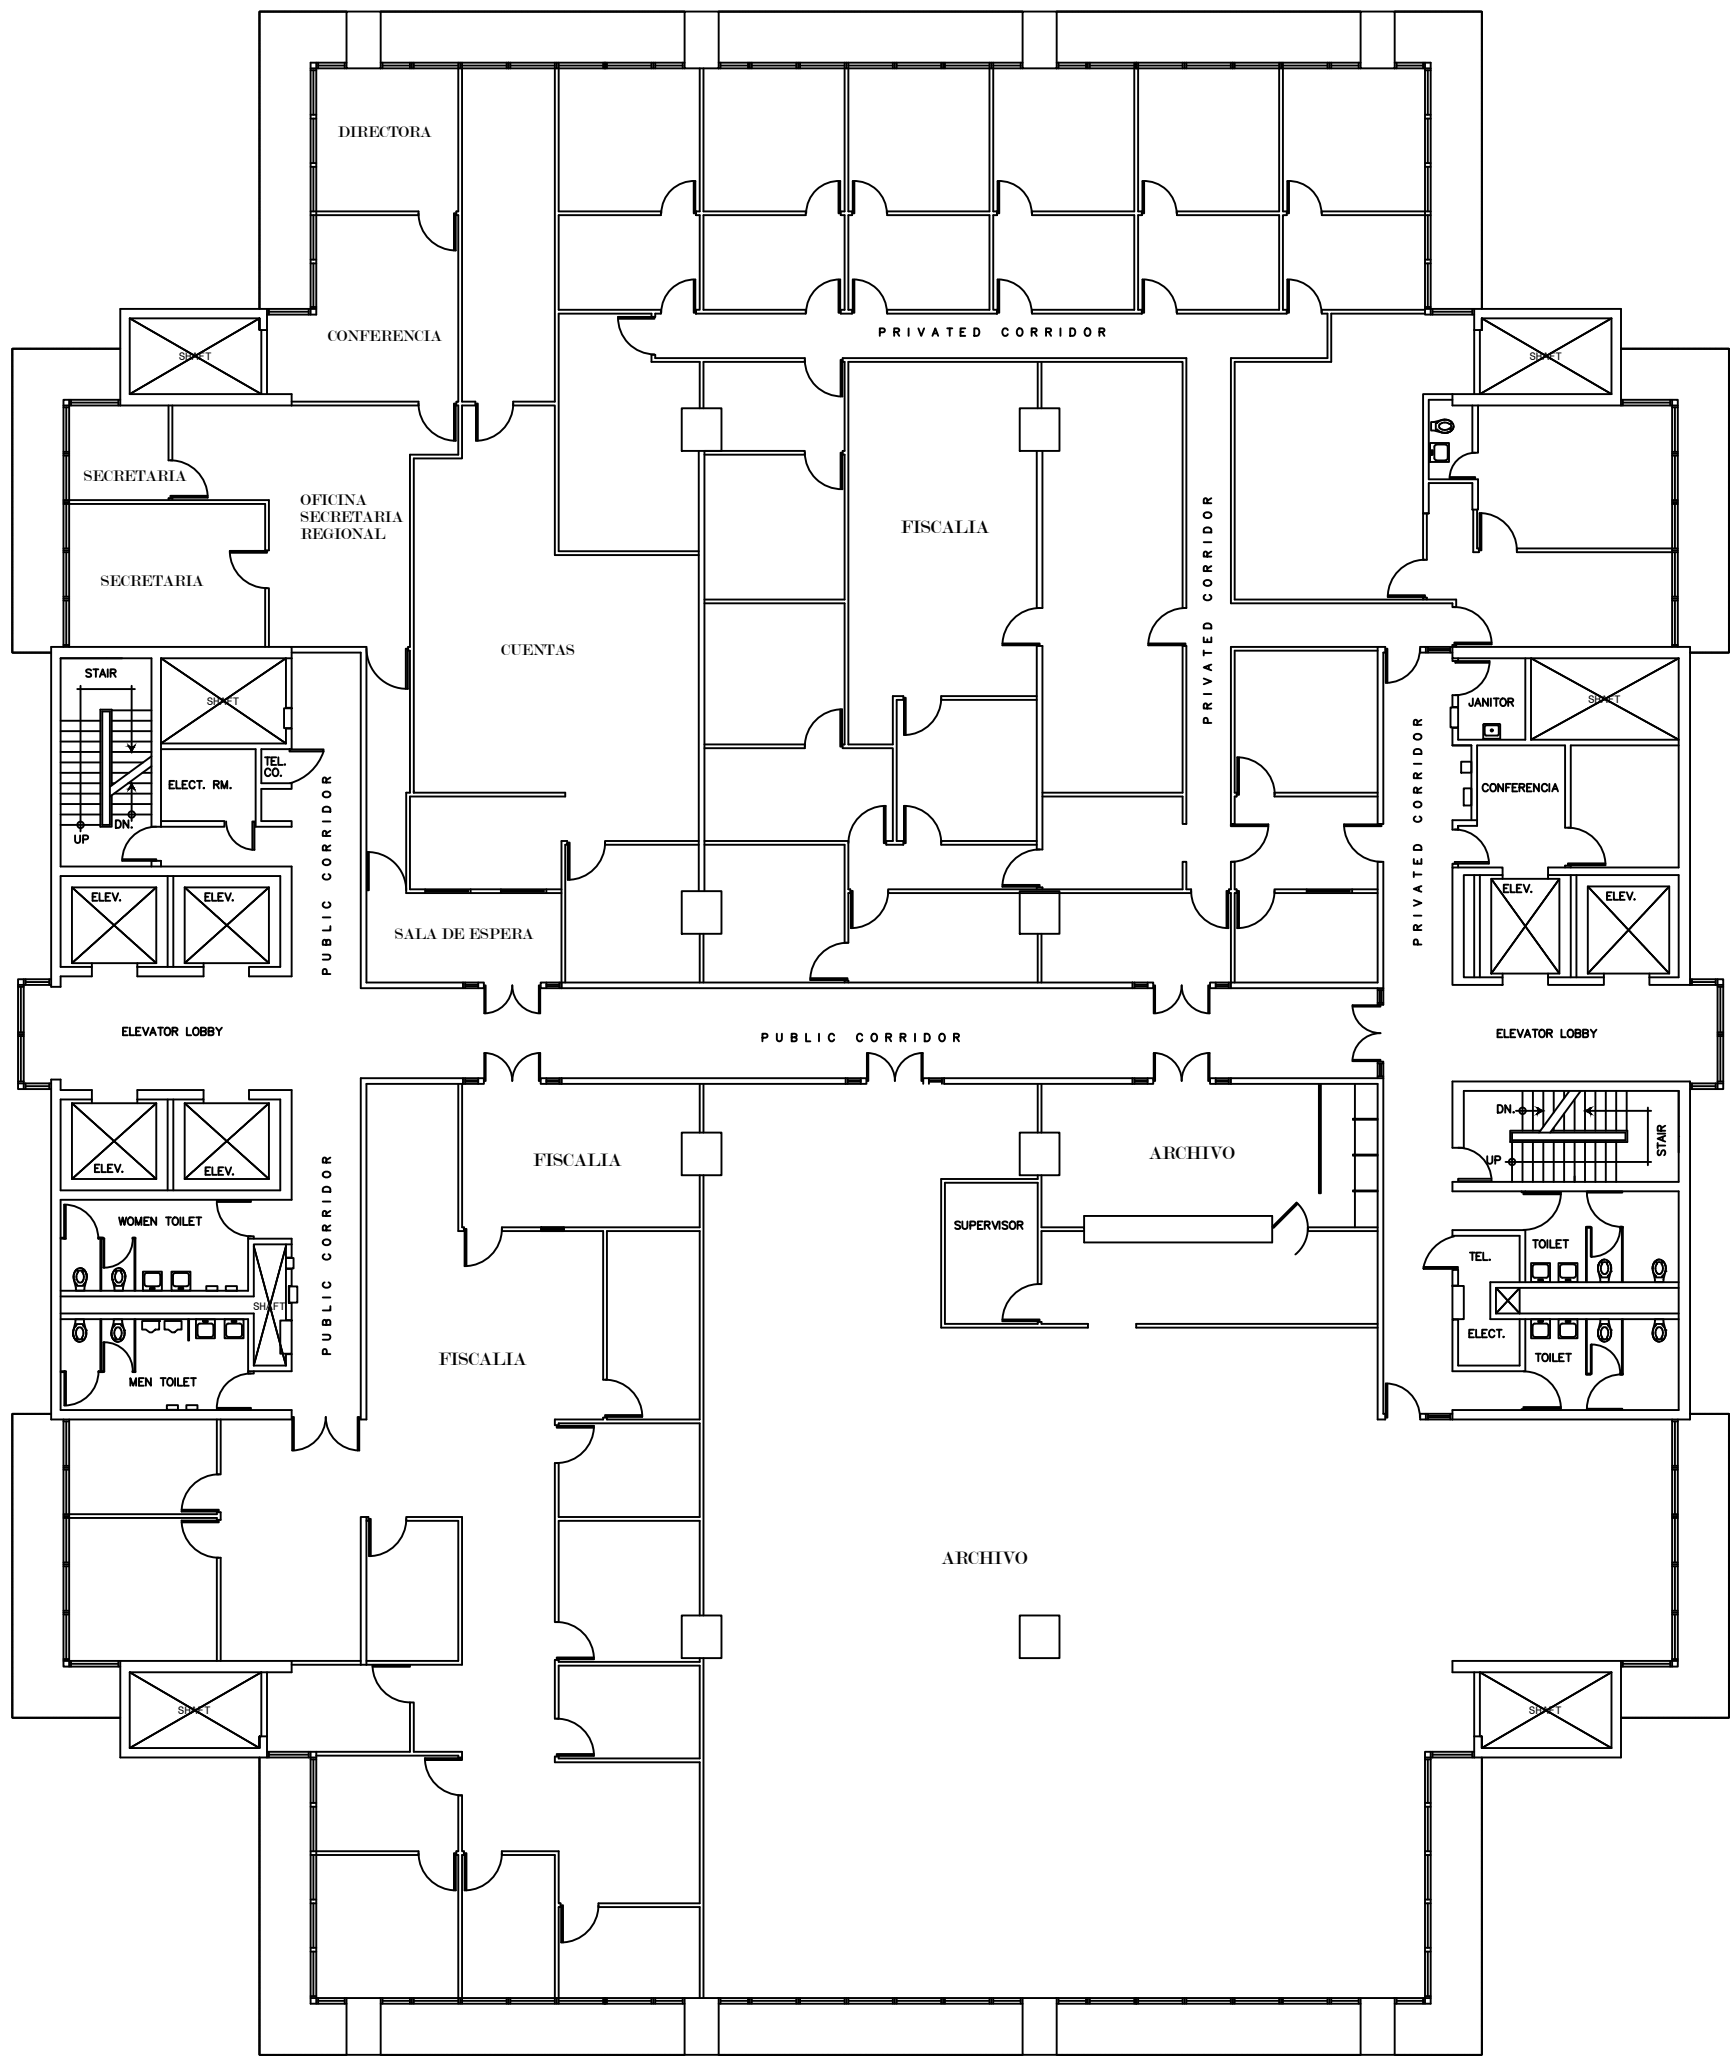 DIRECTORA
CONFERENCIA
PRIVATED CORRIDOR
SHAFT
SHAFT
SECRETARIA
OFICINA
SECRETARIA
REGIONAL
FISCALIA
PRIVATED CORRIDOR
SECRETARIA
CUENTAS
STAIR
SHAFT
JANITOR
SHAFT
TEL.
CO.
ELECT. RM.
CONFERENCIA
DN.
UP
PUBLIC CORRIDOR
PRIVATED CORRIDOR
ELEV.
ELEV.
ELEV.
ELEV.
SALA DE ESPERA
ELEVATOR LOBBY
PUBLIC CORRIDOR
ELEVATOR LOBBY
DN.
STAIR
UP
ELEV.
ELEV.
FISCALIA
ARCHIVO
PUBLIC CORRIDOR
WOMEN TOILET
SUPERVISOR
TOILET
TEL.
SHAFT
ELECT.
TOILET
FISCALIA
MEN TOILET
ARCHIVO
SHAFT
SHAFT